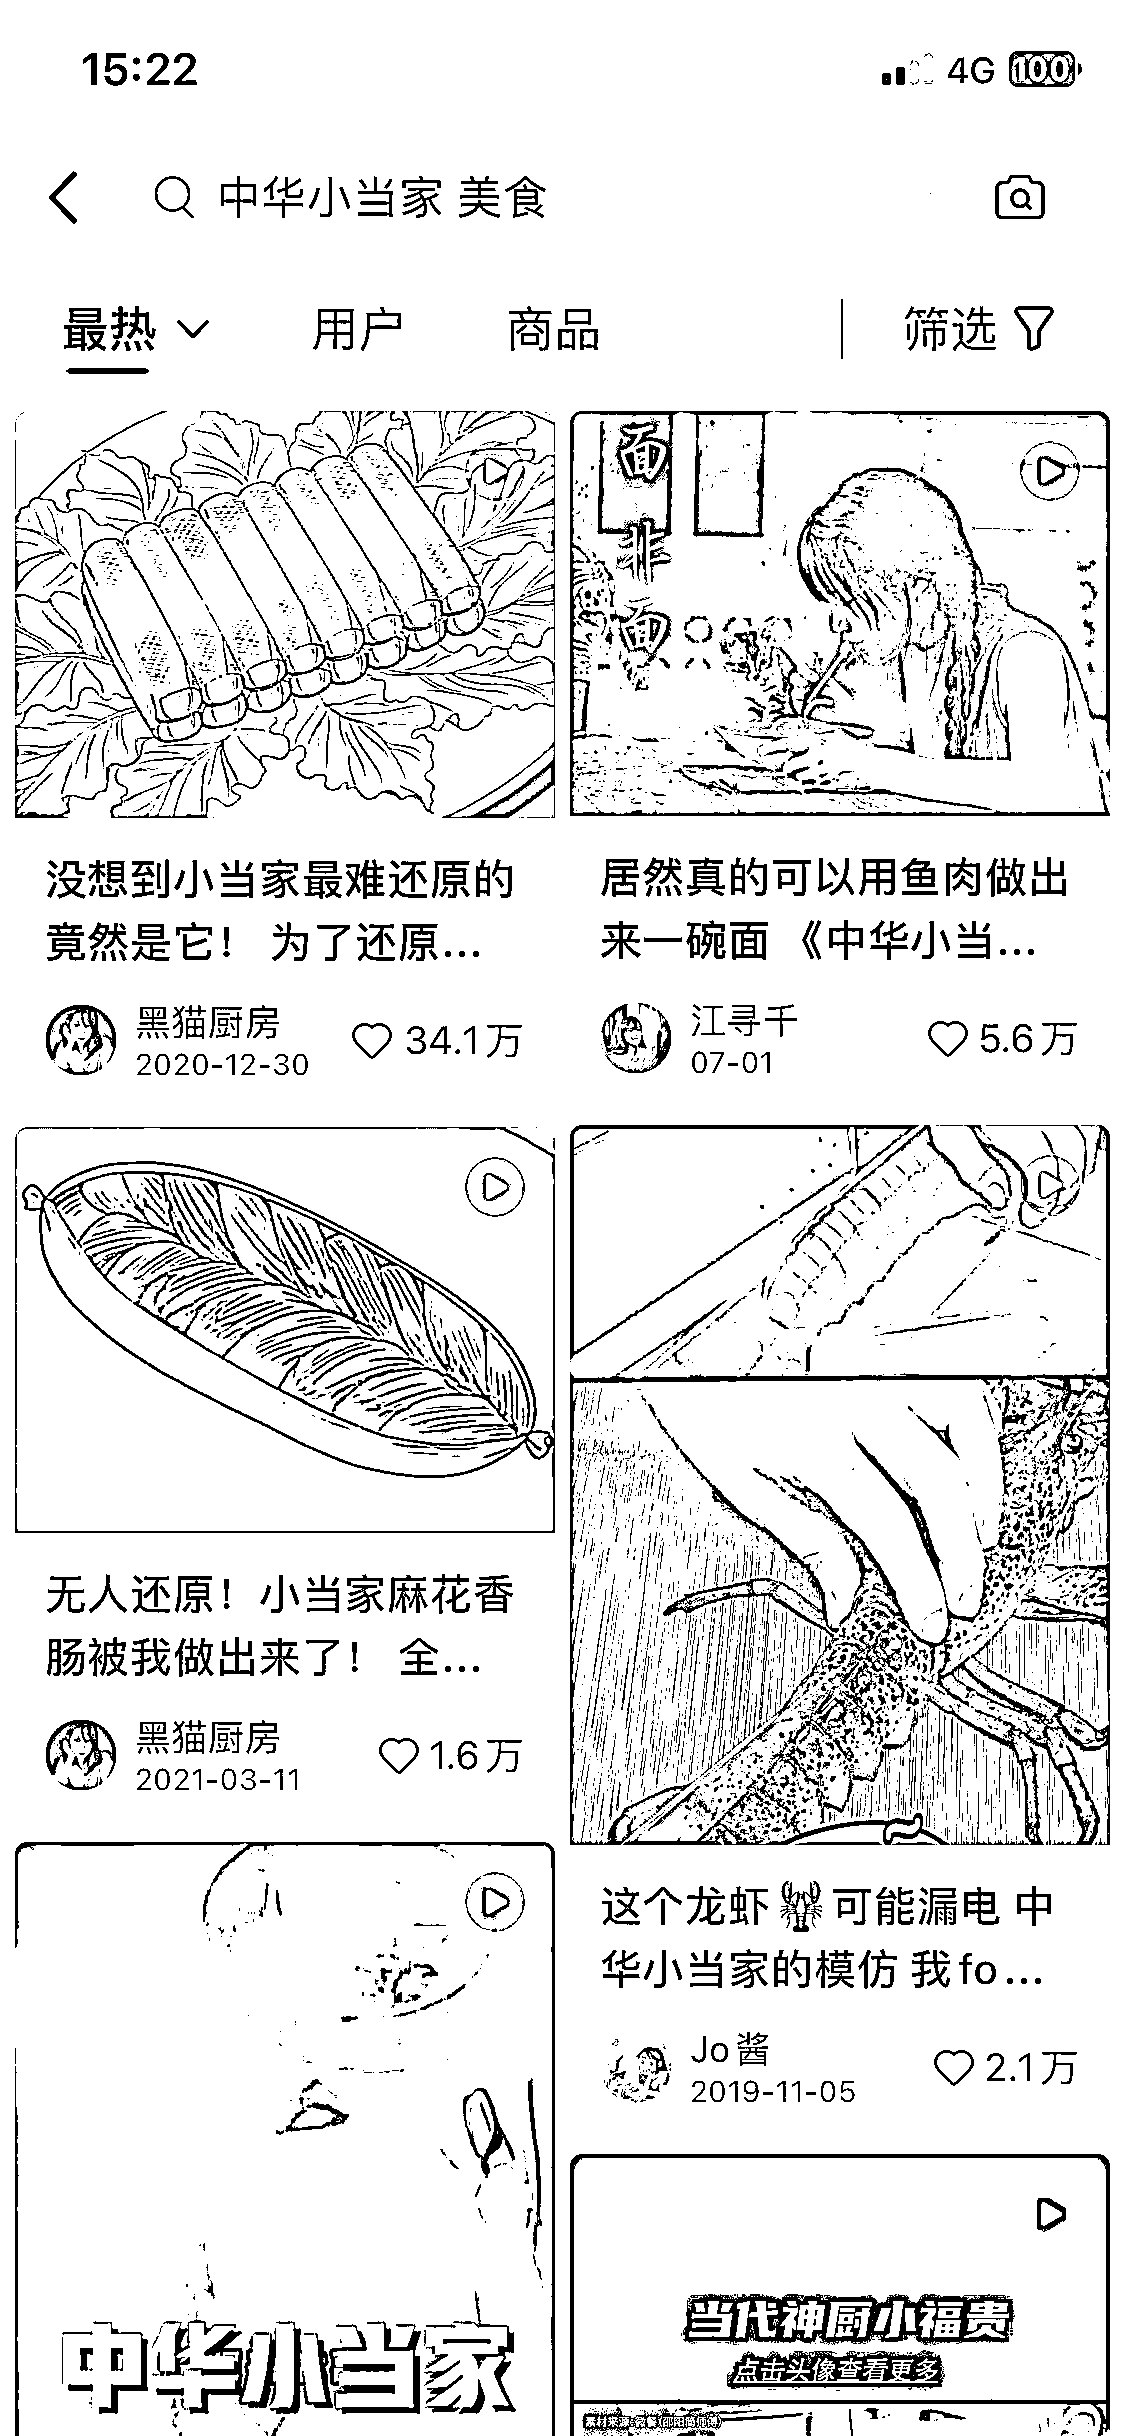 15:22
4G 100
中华小当家 美食
最热
用户
商品
筛选
面
非
面
没想到小当家最难还原的
竟然是它！ 为了还原...
黑猫厨房
2020-12-30
34.1万
居然真的可以用鱼肉做出
来一碗面 《中华小当...
江寻千
07-01
5.6万
无人还原！小当家麻花香
肠被我做出来了！ 全...
黑猫厨房
2021-03-11
1.6万
这个龙虾🦞可能漏电 中
华小当家的模仿 我fo...
Jo酱
2019-11-05
2.1万
中华小当家
当代神厨小福贵
点击头像查看更多